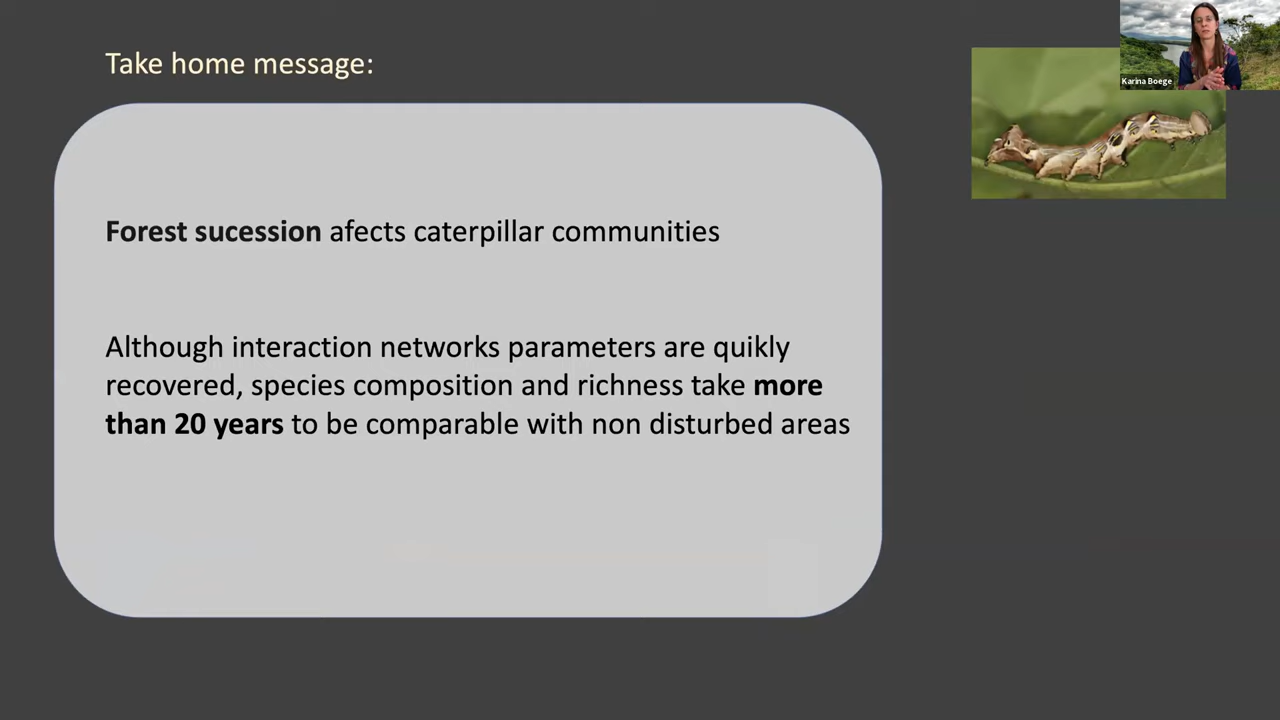 Take home message:
Karina Boege
Forest sucession afects caterpillar communities
Although interaction networks parameters are quikly
recovered, species composition and richness take more
than 20 years to be comparable with non disturbed areas